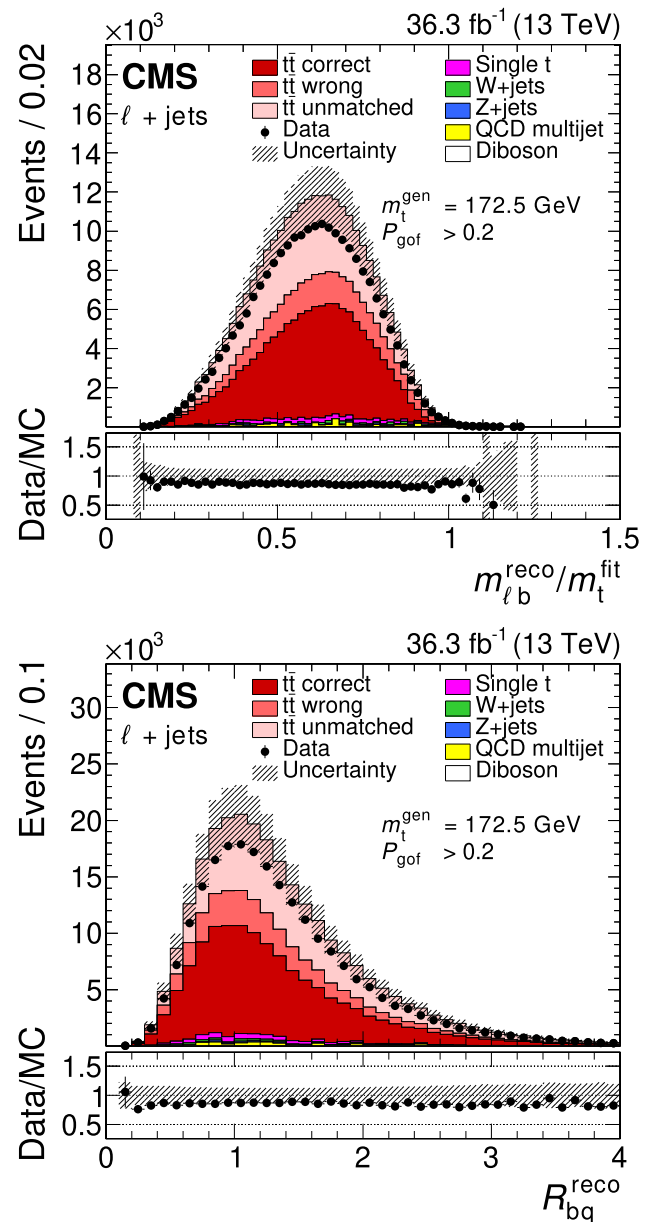 ×10³ 36.3 fb⁻¹ (13 TeV)
CMS
ℓ + jets
tt̄ correct
tt̄ wrong
tt̄ unmatched
Data
Uncertainty
Single t
W+jets
Z+jets
QCD multijet
Diboson
m_t^gen = 172.5 GeV
P_gof > 0.2
Events / 0.02
18
16
14
12
10
8
6
4
2
Data/MC
1.5
1
0.5
0 0.5 1 1.5
m_ℓb^reco/m_t^fit
×10³ 36.3 fb⁻¹ (13 TeV)
CMS
ℓ + jets
tt̄ correct
tt̄ wrong
tt̄ unmatched
Data
Uncertainty
Single t
W+jets
Z+jets
QCD multijet
Diboson
m_t^gen = 172.5 GeV
P_gof > 0.2
Events / 0.1
30
25
20
15
10
5
Data/MC
1.5
1
0.5
0 1 2 3 4
R_bq^reco